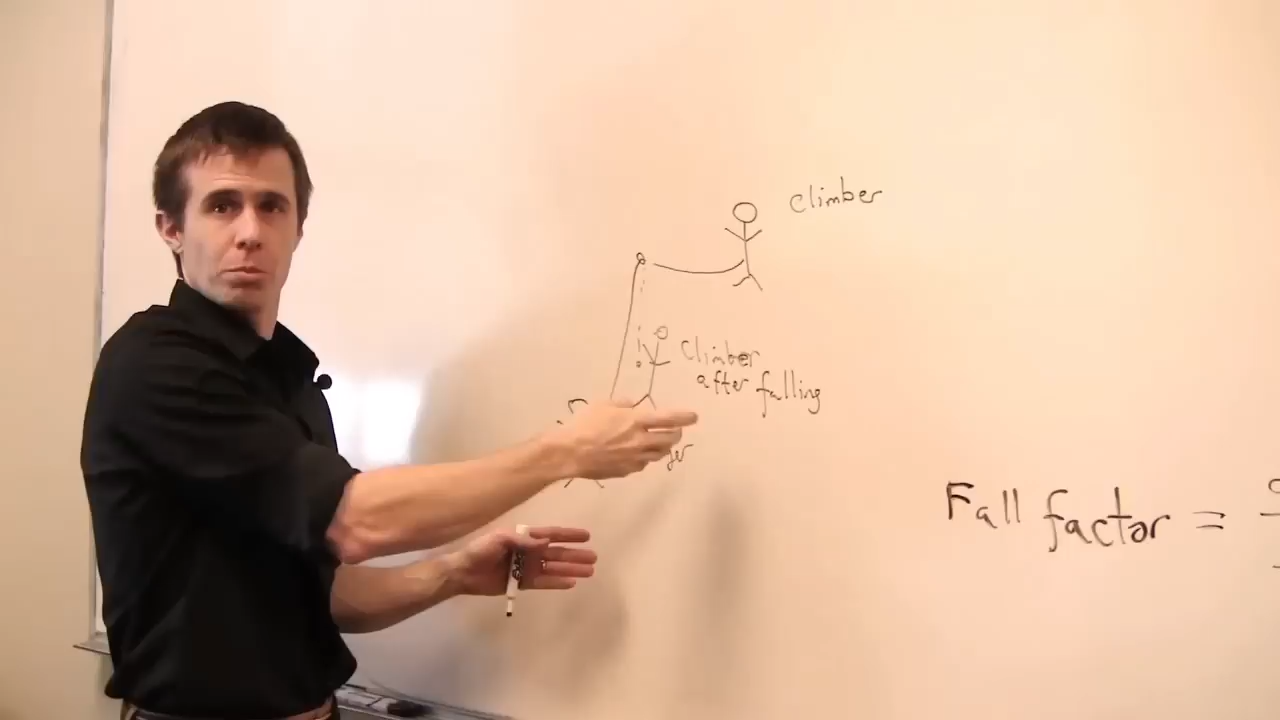 climber
Climber
after falling
Fall factor =